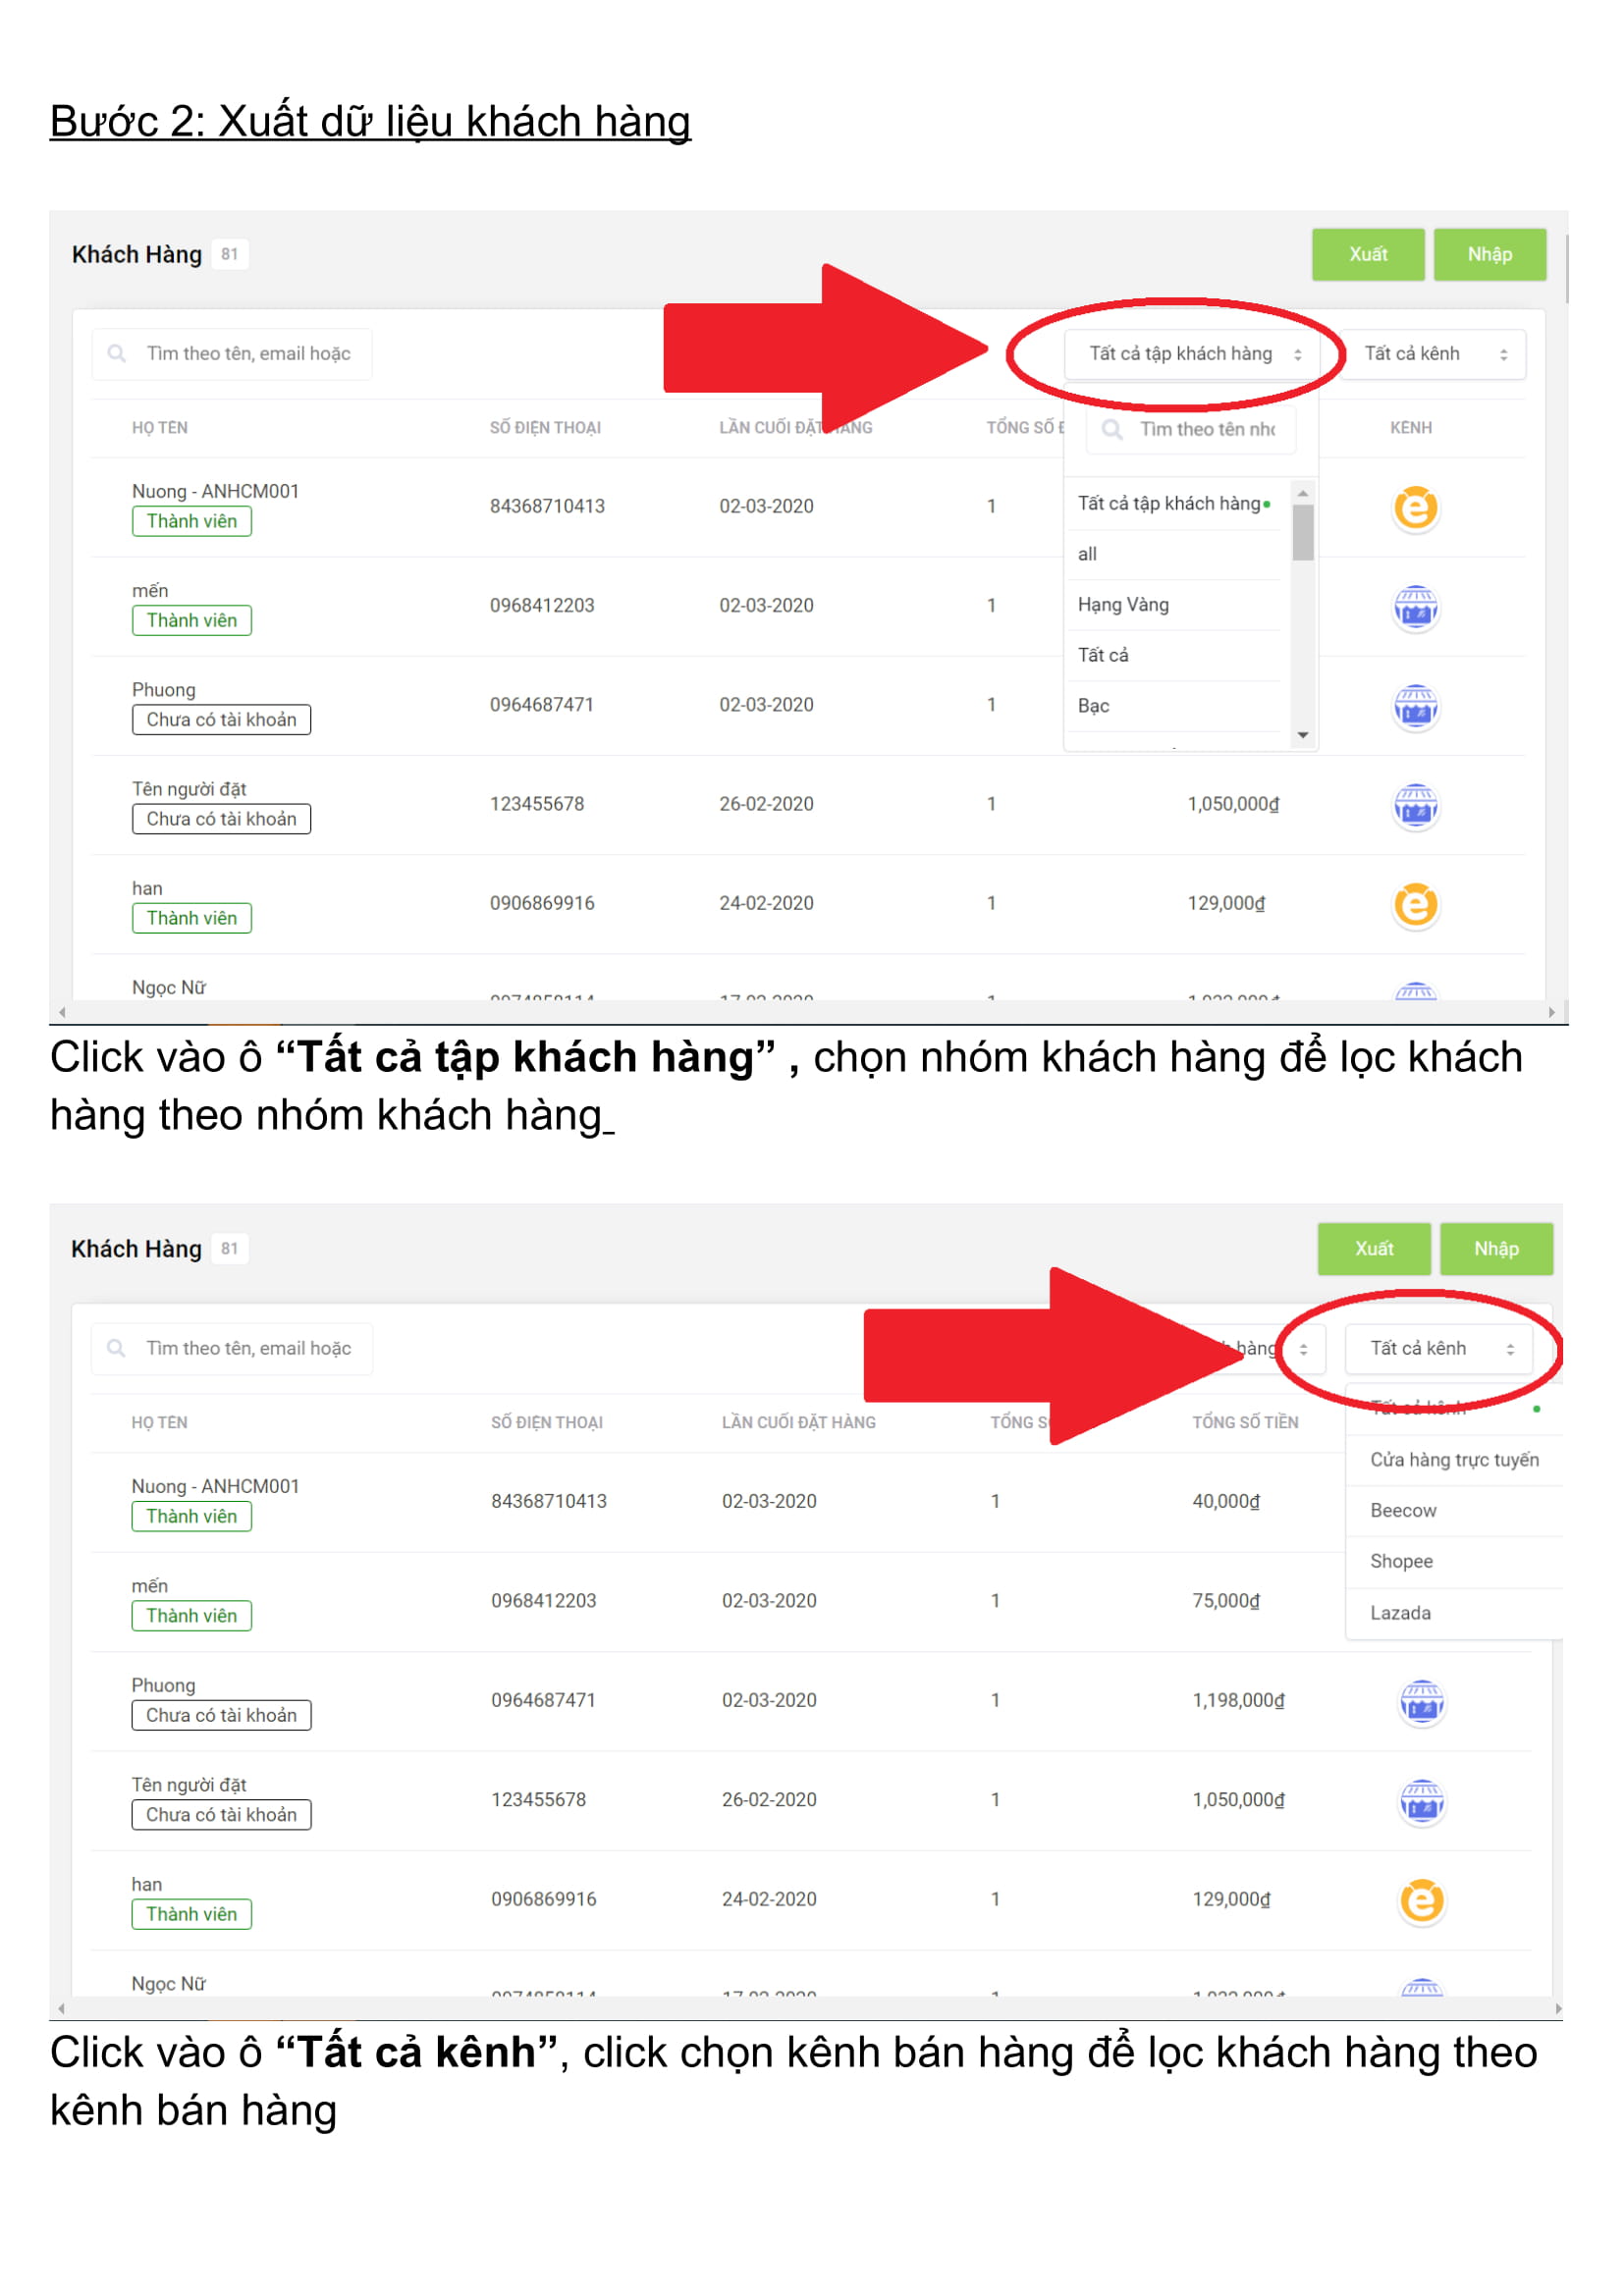 Bước 2: Xuất dữ liệu khách hàng
Khách Hàng 81
Xuất Nhập
Tìm theo tên, email hoặc
Tất cả tập khách hàng Tất cả kênh
HỌ TÊN SỐ ĐIỆN THOẠI LẦN CUỐI ĐẶT HÀNG TỔNG SỐ KÊNH
Tìm theo tên
Nuong - ANHCM001
Thành viên
84368710413 02-03-2020 1
Tất cả tập khách hàng
all
mến
Thành viên
0968412203 02-03-2020 1
Hạng Vàng
Tất cả
Phuong
Chưa có tài khoản
0964687471 02-03-2020 1
Bạc
Tên người đặt
Chưa có tài khoản
123455678 26-02-2020 1 1,050,000₫
han
Thành viên
0906869916 24-02-2020 1 129,000₫
Ngọc Nữ
Click vào ô “Tất cả tập khách hàng” , chọn nhóm khách hàng để lọc khách
hàng theo nhóm khách hàng
Khách Hàng 81
Xuất Nhập
Tìm theo tên, email hoặc
hàng Tất cả kênh
HỌ TÊN SỐ ĐIỆN THOẠI LẦN CUỐI ĐẶT HÀNG TỔNG TỔNG SỐ TIỀN
Tất cả kênh
Cửa hàng trực tuyến
Beecow
Shopee
Lazada
Nuong - ANHCM001
Thành viên
84368710413 02-03-2020 1 40,000₫
mến
Thành viên
0968412203 02-03-2020 1 75,000₫
Phuong
Chưa có tài khoản
0964687471 02-03-2020 1 1,198,000₫
Tên người đặt
Chưa có tài khoản
123455678 26-02-2020 1 1,050,000₫
han
Thành viên
0906869916 24-02-2020 1 129,000₫
Ngọc Nữ
Click vào ô “Tất cả kênh”, click chọn kênh bán hàng để lọc khách hàng theo
kênh bán hàng